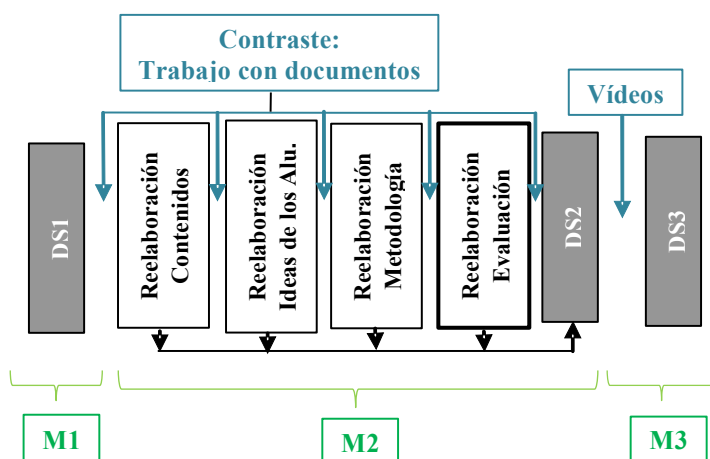 Contraste:
Trabajo con documentos
Vídeos
DS1
Reelaboración
Contenidos
Reelaboración
Ideas de los Alu.
Reelaboración
Metodología
Reelaboración
Evaluación
DS2
DS3
M1
M2
M3